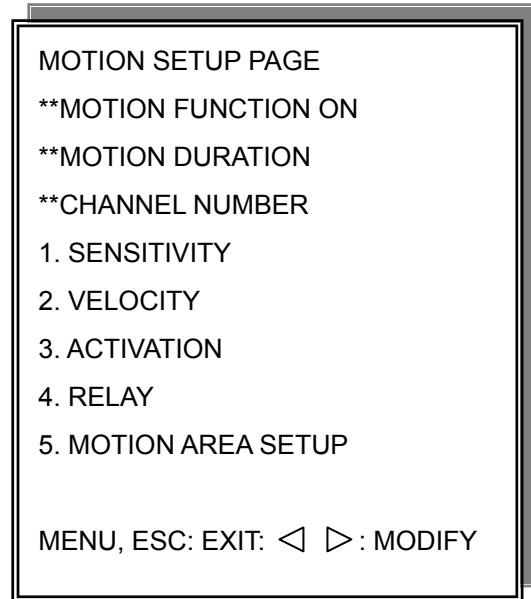 MOTION SETUP PAGE
**MOTION FUNCTION ON
**MOTION DURATION
**CHANNEL NUMBER
1. SENSITIVITY
2. VELOCITY
3. ACTIVATION
4. RELAY
5. MOTION AREA SETUP
MENU, ESC: EXIT: ◁ ▷ : MODIFY